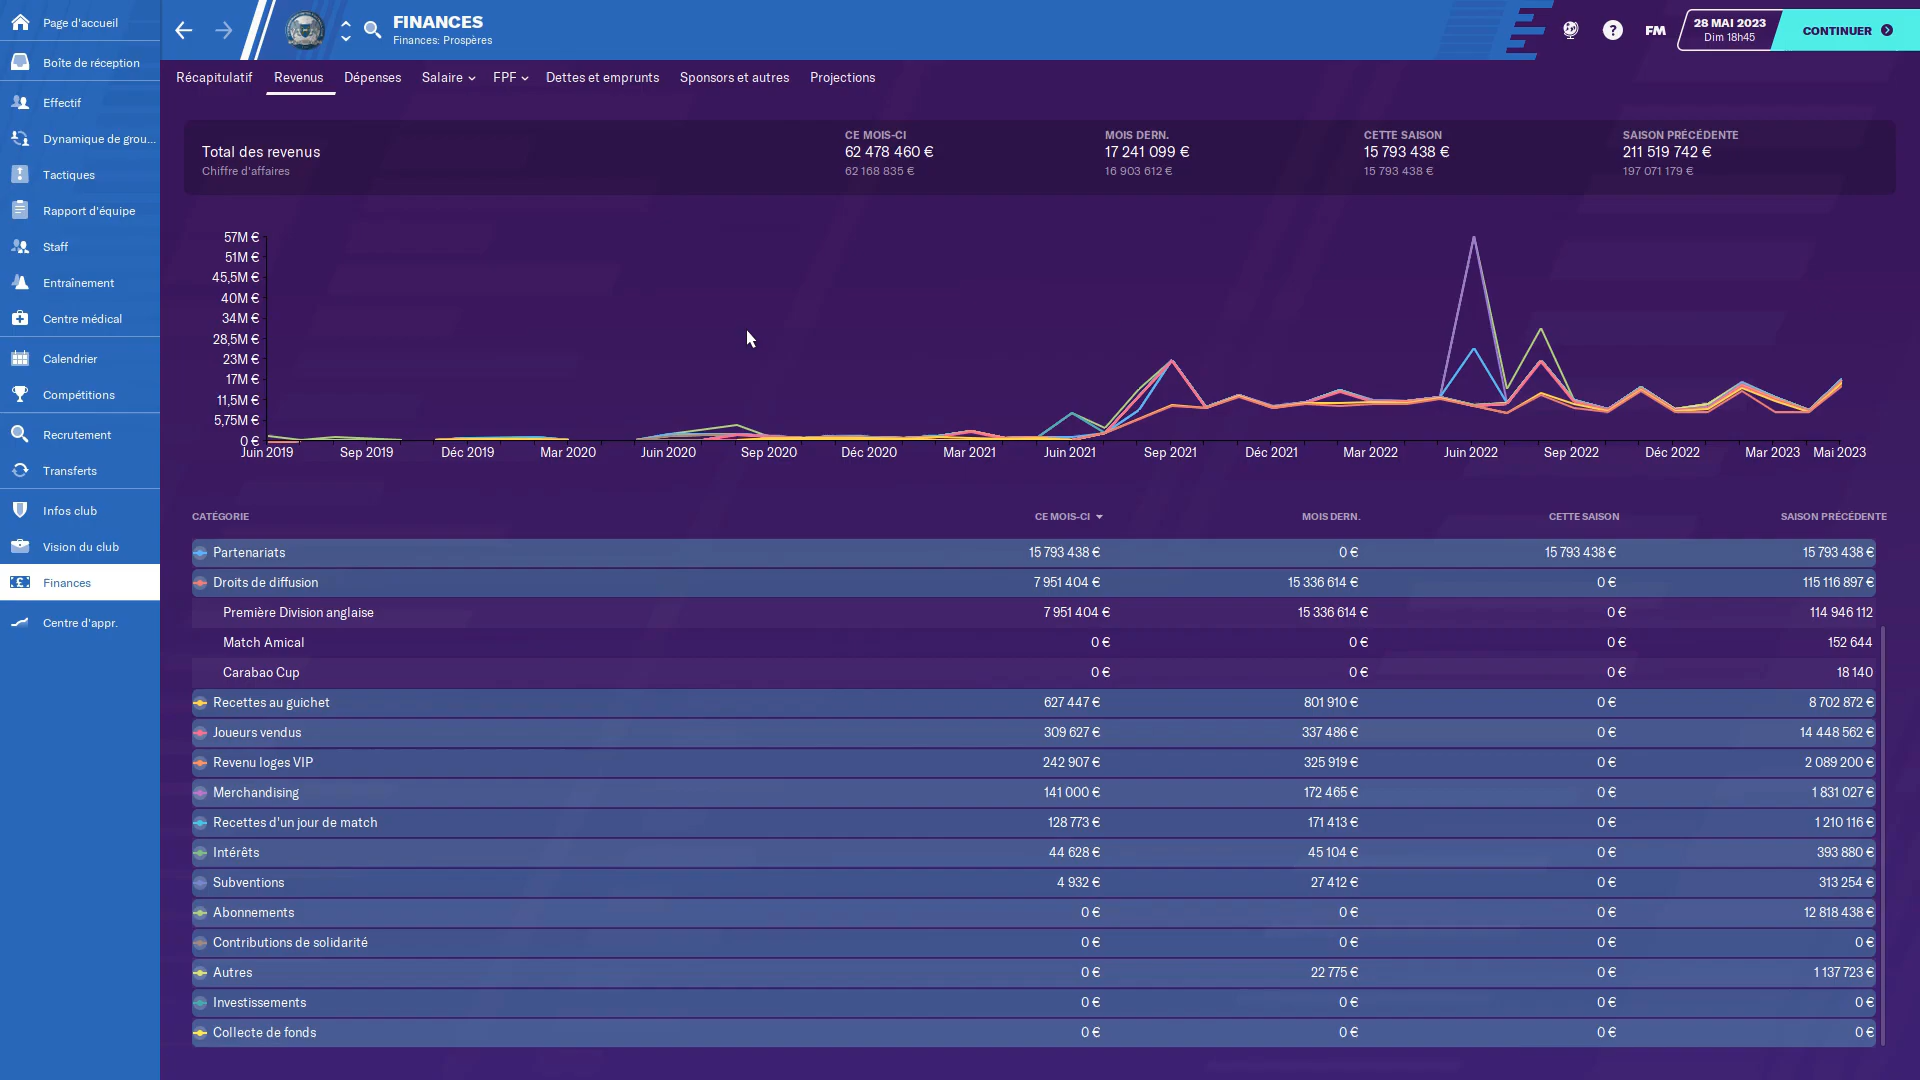 Page d'accueil
Boîte de réception
Effectif
Dynamique de grou...
Tactiques
Rapport d'équipe
Staff
Entraînement
Centre médical
Calendrier
Compétitions
Recrutement
Transferts
Infos club
Vision du club
Finances
Centre d'appr.
FINANCES
Finances: Prospères
FM
28 MAI 2023
Dim 18h45
CONTINUER
Récapitulatif Revenus Dépenses Salaire FPF Dettes et emprunts Sponsors et autres Projections
CE MOIS-CI MOIS DERN. CETTE SAISON SAISON PRÉCÉDENTE
Total des revenus 62 478 460 € 17 241 099 € 15 793 438 € 211 519 742 €
Chiffre d'affaires 62 168 835 € 16 903 612 € 15 793 438 € 197 071 179 €
57M €
51M €
45,5M €
40M €
34M €
28,5M €
23M €
17M €
11,5M €
5,75M €
0 €
Juin 2019 Sep 2019 Déc 2019 Mar 2020 Juin 2020 Sep 2020 Déc 2020 Mar 2021 Juin 2021 Sep 2021 Déc 2021 Mar 2022 Juin 2022 Sep 2022 Déc 2022 Mar 2023 Mai 2023
CATÉGORIE CE MOIS-CI MOIS DERN. CETTE SAISON SAISON PRÉCÉDENTE
Partenariats 15 793 438 € 0 € 15 793 438 € 15 793 438 €
Droits de diffusion 7 951 404 € 15 336 614 € 0 € 115 116 897 €
Première Division anglaise 7 951 404 € 15 336 614 € 0 € 114 946 112
Match Amical 0 € 0 € 0 € 152 644
Carabao Cup 0 € 0 € 0 € 18 140
Recettes au guichet 627 447 € 801 910 € 0 € 8 702 872 €
Joueurs vendus 309 627 € 337 486 € 0 € 14 448 562 €
Revenu loges VIP 242 907 € 325 919 € 0 € 2 089 200 €
Merchandising 141 000 € 172 465 € 0 € 1 831 027 €
Recettes d'un jour de match 128 773 € 171 413 € 0 € 1 210 116 €
Intérêts 44 628 € 45 104 € 0 € 393 880 €
Subventions 4 932 € 27 412 € 0 € 313 254 €
Abonnements 0 € 0 € 0 € 12 818 438 €
Contributions de solidarité 0 € 0 € 0 € 0 €
Autres 0 € 22 775 € 0 € 1 137 723 €
Investissements 0 € 0 € 0 € 0 €
Collecte de fonds 0 € 0 € 0 € 0 €